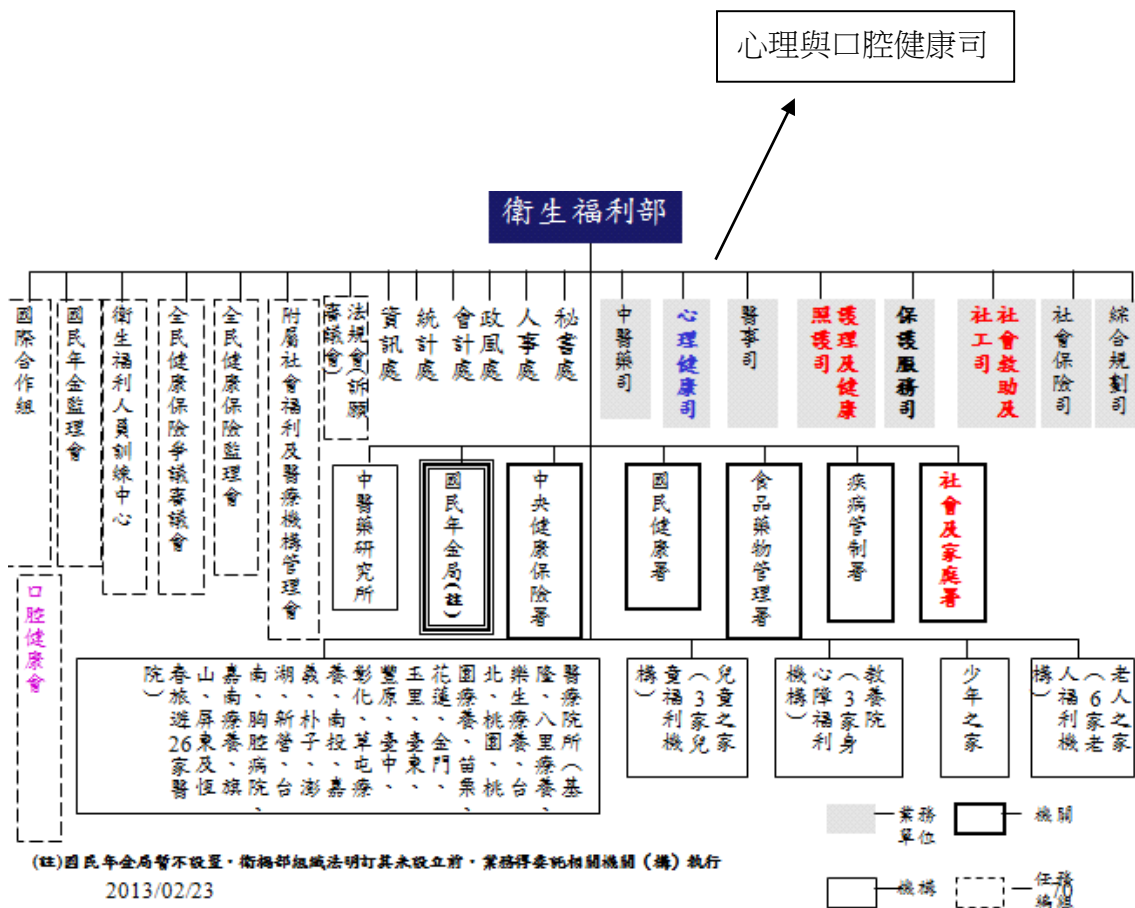 心理與口腔健康司
衛生福利部
國際合作組
國民年金監理會
衛生福利人員訓練中心
全民健康保險爭議審議會
全民健康保險監理會
附屬社會福利及醫療機構管理會
法規會(訴願
審議會)
資訊處
統計處
會計處
政風處
人事處
秘書處
中醫藥司
心理健康司
醫事司
護理及健康
照護司
保護服務司
社會救助及
社工司
社會保險司
綜合規劃司
口腔健康會
中醫藥研究所
國民年金局(註)
中央健康保險署
國民健康署
食品藥物管理署
疾病管制署
社會及家庭署
醫療院所(基
隆、八里療養、
樂生療養、台
北、桃園、桃
園療養、苗栗、
花蓮、金門、
玉里、臺東、
豐原、臺中、
彰化、草屯療
養、南投、嘉
義、朴子、澎
湖、新營、台
南、胸腔病院、
嘉南療養、旗
山、屏東及恆
春旅遊26家醫
院)
兒童之家
(3家兒
童福利機
構)
教養院
(3家身
心障福利
機構)
少年之家
老人之家
(6家老
人福利機
構)
業務
單位
機關
機構
任務
編組
(註)國民年金局暫不設置,衛福部組織法明訂其未設立前,業務得委託相關機關(構)執行
2013/02/23
70